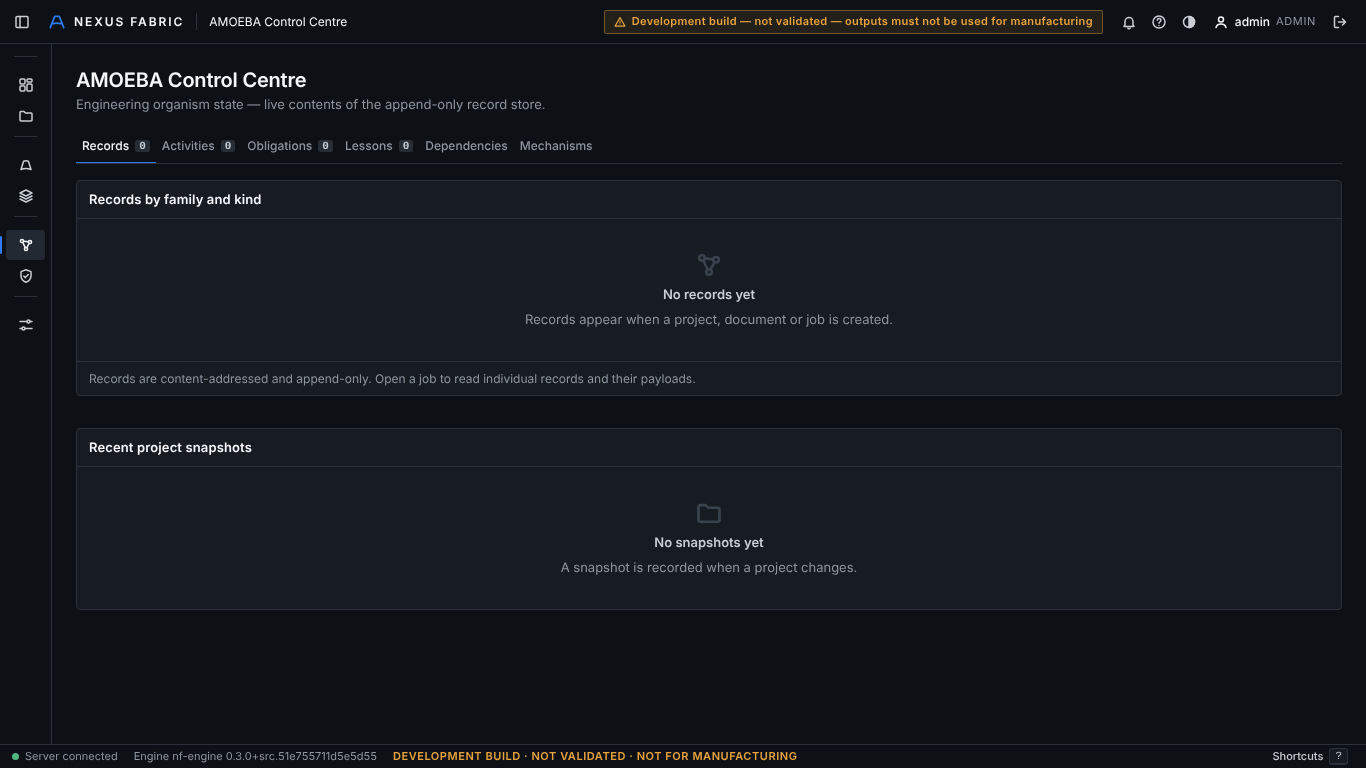 NEXUS FABRIC
AMOEBA Control Centre
Development build — not validated — outputs must not be used for manufacturing
admin ADMIN
AMOEBA Control Centre
Engineering organism state — live contents of the append-only record store.
Records 0 Activities 0 Obligations 0 Lessons 0 Dependencies Mechanisms
Records by family and kind
No records yet
Records appear when a project, document or job is created.
Records are content-addressed and append-only. Open a job to read individual records and their payloads.
Recent project snapshots
No snapshots yet
A snapshot is recorded when a project changes.
Server connected Engine nf-engine 0.3.0+src.51e755711d5e5d55 DEVELOPMENT BUILD · NOT VALIDATED · NOT FOR MANUFACTURING Shortcuts ?